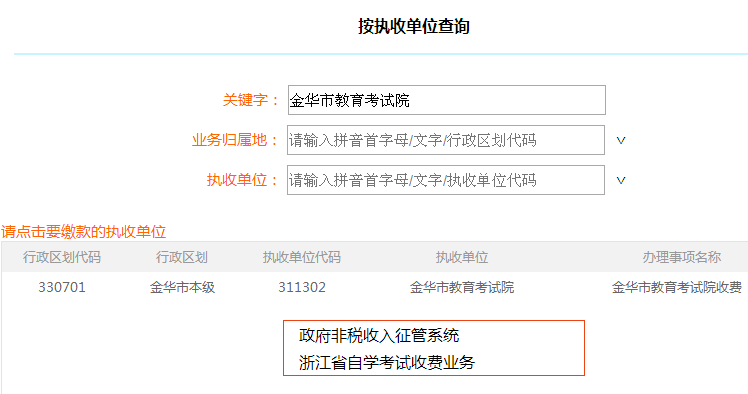 按执收单位查询
关键字： 金华市教育考试院
业务归属地： 请输入拼音首字母/文字/行政区划代码
执收单位： 请输入拼音首字母/文字/执收单位代码
请点击要缴款的执收单位
行政区划代码 行政区划 执收单位代码 执收单位 办理事项名称
330701 金华市本级 311302 金华市教育考试院 金华市教育考试院收费
政府非税收入征管系统
浙江省自学考试收费业务